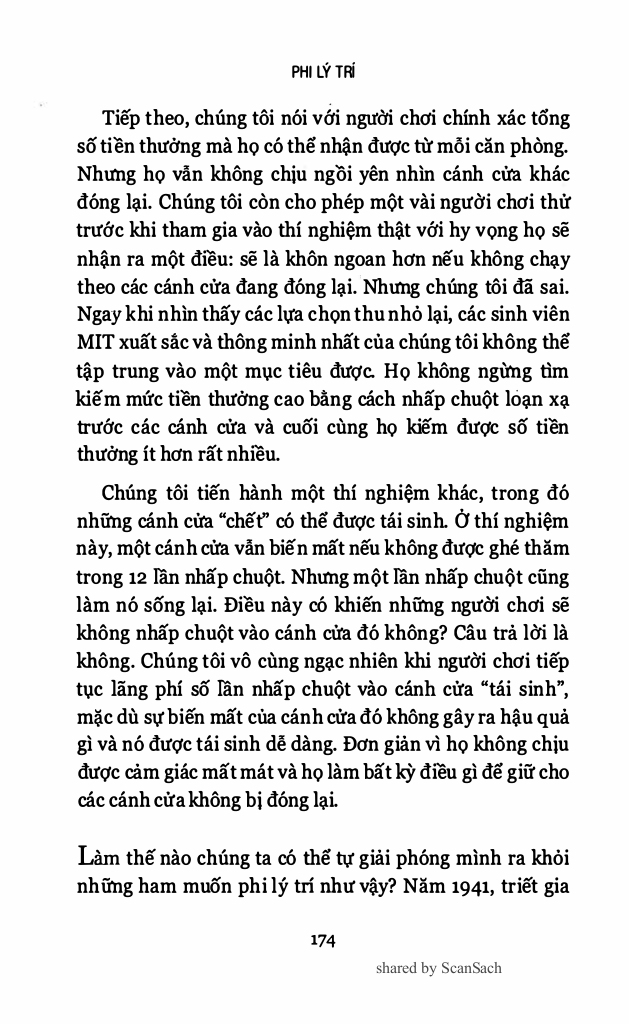 PHI LÝ TRÍ
Tiếp theo, chúng tôi nói với người chơi chính xác tổng
số tiền thưởng mà họ có thể nhận được từ mỗi căn phòng.
Nhưng họ vẫn không chịu ngồi yên nhìn cánh cửa khác
đóng lại. Chúng tôi còn cho phép một vài người chơi thử
trước khi tham gia vào thí nghiệm thật với hy vọng họ sẽ
nhận ra một điều: sẽ là khôn ngoan hơn nếu không chạy
theo các cánh cửa đang đóng lại. Nhưng chúng tôi đã sai.
Ngay khi nhìn thấy các lựa chọn thu nhỏ lại, các sinh viên
MIT xuất sắc và thông minh nhất của chúng tôi không thể
tập trung vào một mục tiêu được. Họ không ngừng tìm
kiếm mức tiền thưởng cao bằng cách nhấp chuột loạn xạ
trước các cánh cửa và cuối cùng họ kiếm được số tiền
thưởng ít hơn rất nhiều.
Chúng tôi tiến hành một thí nghiệm khác, trong đó
những cánh cửa “chết” có thể được tái sinh. Ở thí nghiệm
này, một cánh cửa vẫn biến mất nếu không được ghé thăm
trong 12 lần nhấp chuột. Nhưng một lần nhấp chuột cũng
làm nó sống lại. Điều này có khiến những người chơi sẽ
không nhấp chuột vào cánh cửa đó không? Câu trả lời là
không. Chúng tôi vô cùng ngạc nhiên khi người chơi tiếp
tục lãng phí số lần nhấp chuột vào cánh cửa “tái sinh”,
mặc dù sự biến mất của cánh cửa đó không gây ra hậu quả
gì và nó được tái sinh dễ dàng. Đơn giản vì họ không chịu
được cảm giác mất mát và họ làm bất kỳ điều gì để giữ cho
các cánh cửa không bị đóng lại.
Làm thế nào chúng ta có thể tự giải phóng mình ra khỏi
những ham muốn phi lý trí như vậy? Năm 1941, triết gia
174
shared by ScanSach